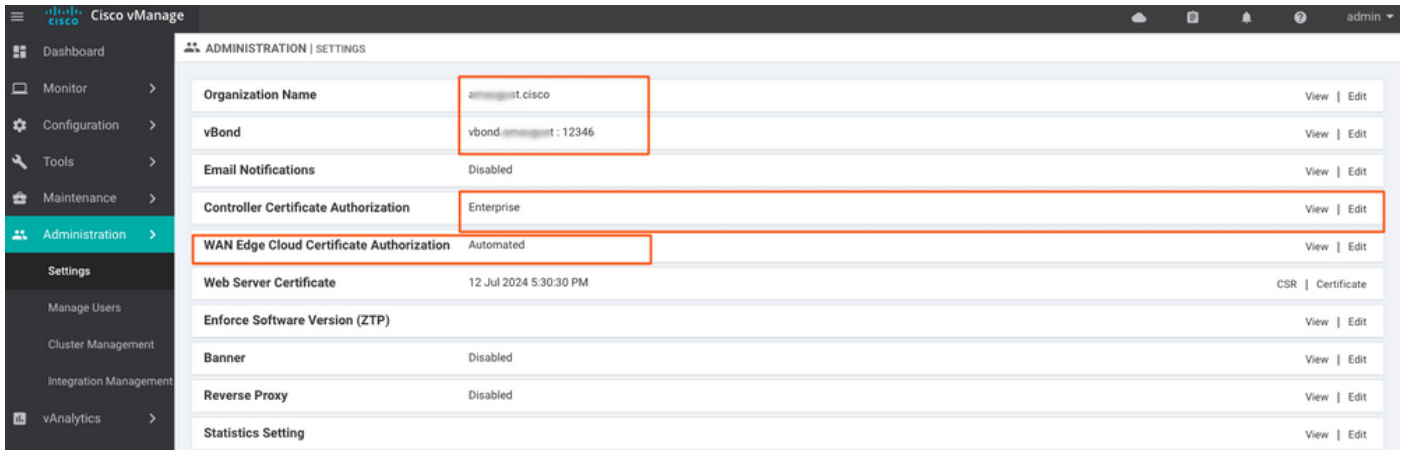 cisco Cisco vManage
admin
Dashboard
ADMINISTRATION | SETTINGS
Monitor
Configuration
Tools
Maintenance
Administration
Settings
Manage Users
Cluster Management
Integration Management
vAnalytics
Organization Name t.cisco View | Edit
vBond vbond t : 12346 View | Edit
Email Notifications Disabled View | Edit
Controller Certificate Authorization Enterprise View | Edit
WAN Edge Cloud Certificate Authorization Automated View | Edit
Web Server Certificate 12 Jul 2024 5:30:30 PM CSR | Certificate
Enforce Software Version (ZTP) View | Edit
Banner Disabled View | Edit
Reverse Proxy Disabled View | Edit
Statistics Setting View | Edit